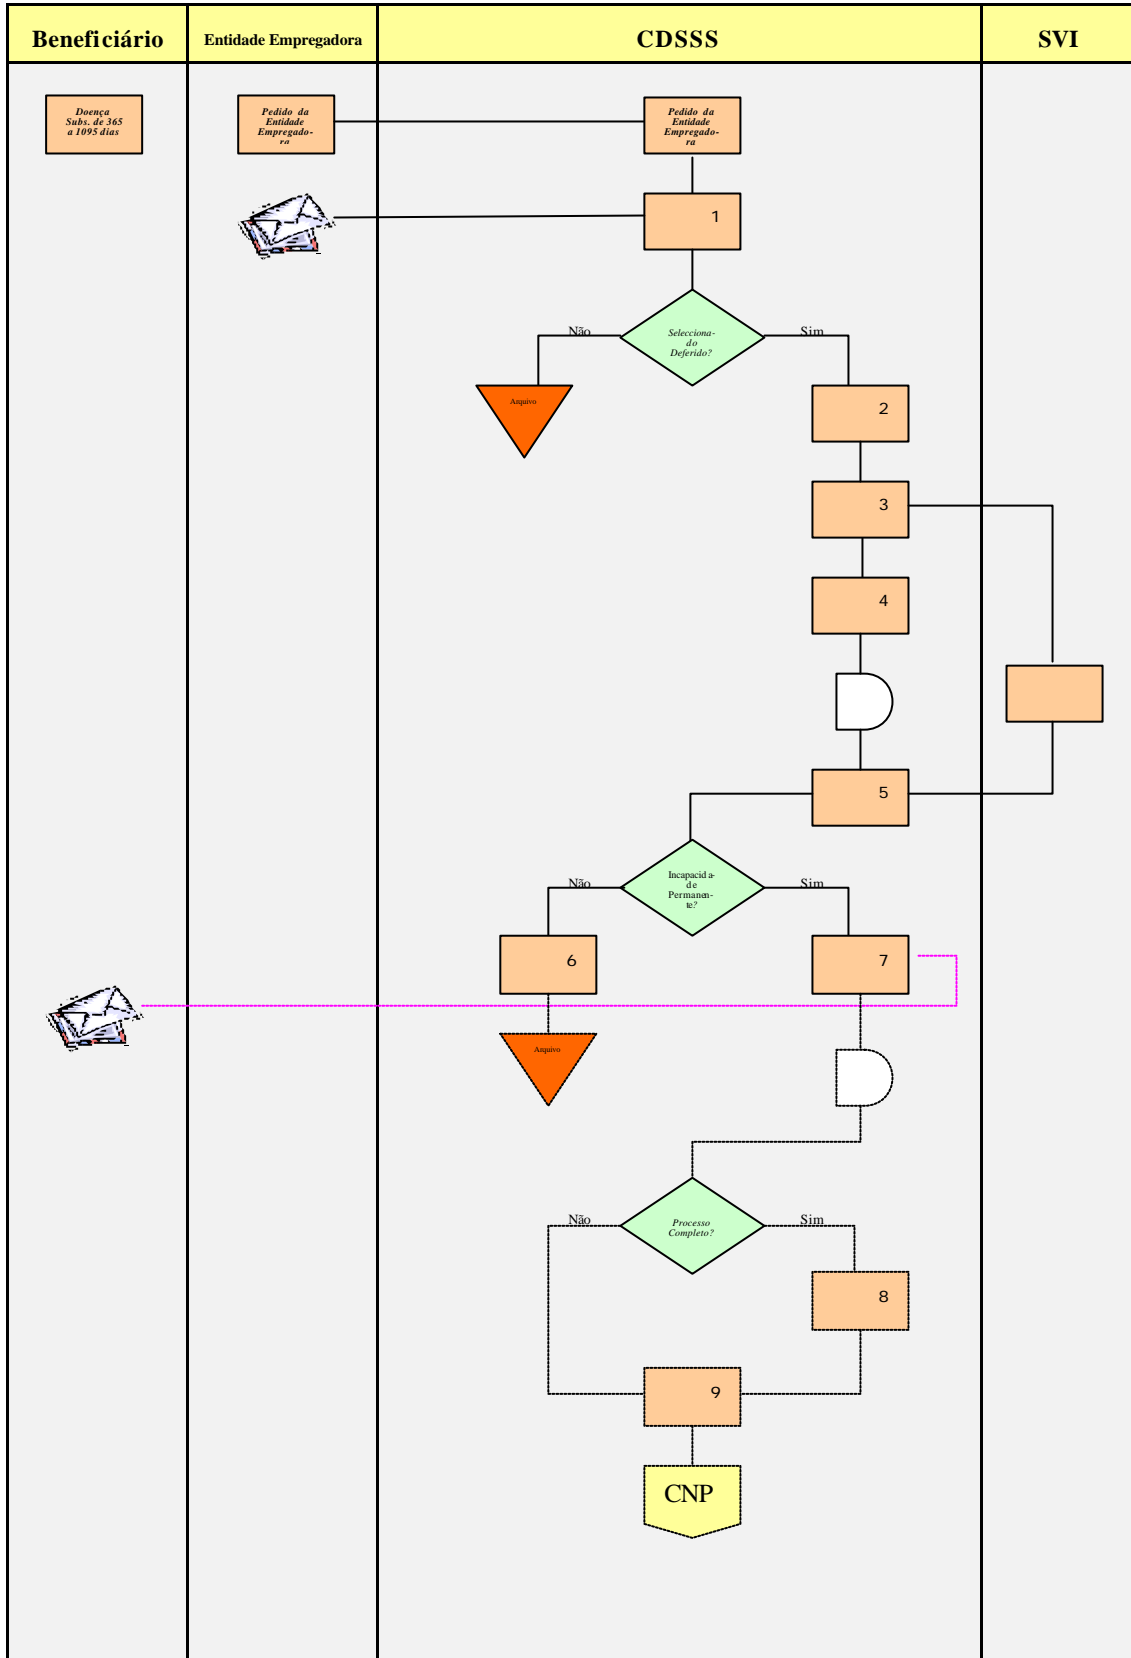 Beneficiário
Entidade Empregadora
CDSSS
SVI
Doença
Subs. de 365
a 1095 dias
Pedido da
Entidade
Empregado-
ra
Pedido da
Entidade
Empregado-
ra
1
Não
Selecciona-
do
Deferido?
Sim
Arquivo
2
3
4
5
Não
Incapacida-
de
Permanen-
te?
Sim
6
7
Arquivo
Não
Processo
Completo?
Sim
8
9
CNP